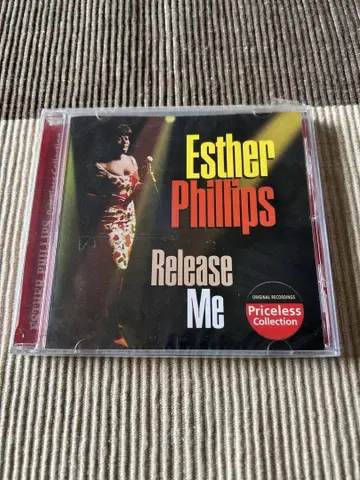 Esther
Phillips
Release
Me
ORIGINAL RECORDINGS
Priceless
Collection
ESTHER PHILLIPS